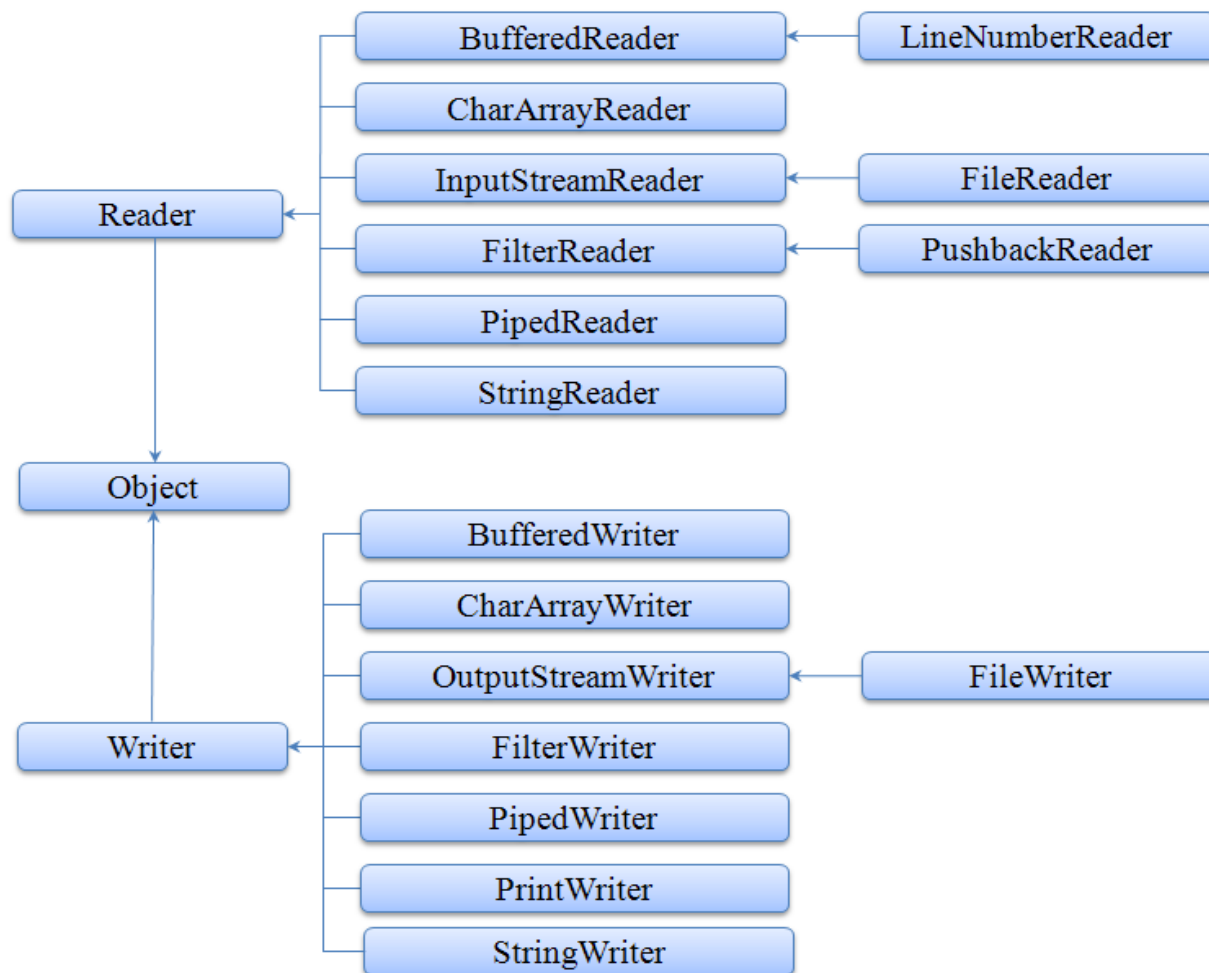 BufferedReader
LineNumberReader
CharArrayReader
InputStreamReader
FileReader
Reader
FilterReader
PushbackReader
PipedReader
StringReader
Object
BufferedWriter
CharArrayWriter
OutputStreamWriter
FileWriter
Writer
FilterWriter
PipedWriter
PrintWriter
StringWriter